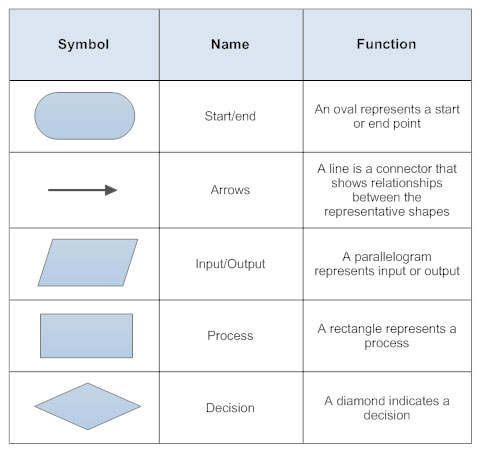 Symbol Name Function
Start/end
An oval represents a start
or end point
Arrows
A line is a connector that
shows relationships
between the
representative shapes
Input/Output
A parallelogram
represents input or output
Process
A rectangle represents a
process
Decision
A diamond indicates a
decision